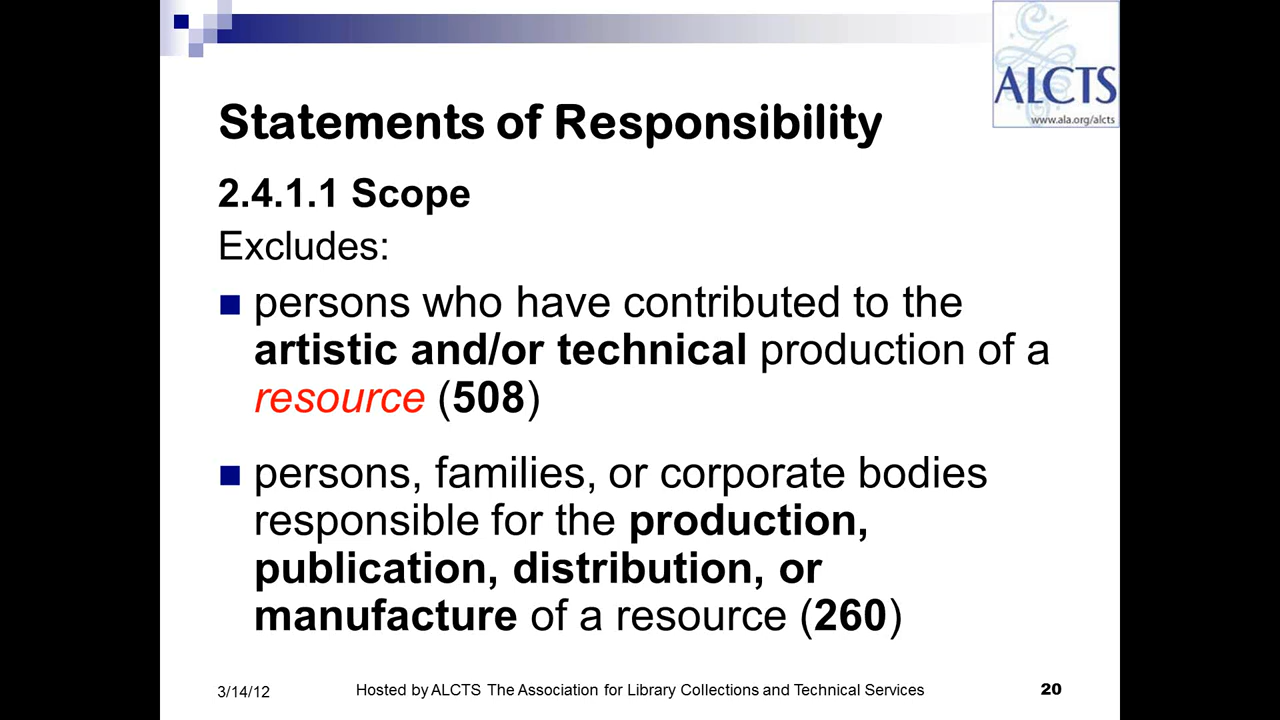 ALCTS
www.ala.org/alcts
Statements of Responsibility
2.4.1.1 Scope
Excludes:
persons who have contributed to the
artistic and/or technical production of a
resource (508)
persons, families, or corporate bodies
responsible for the production,
publication, distribution, or
manufacture of a resource (260)
3/14/12
Hosted by ALCTS The Association for Library Collections and Technical Services
20